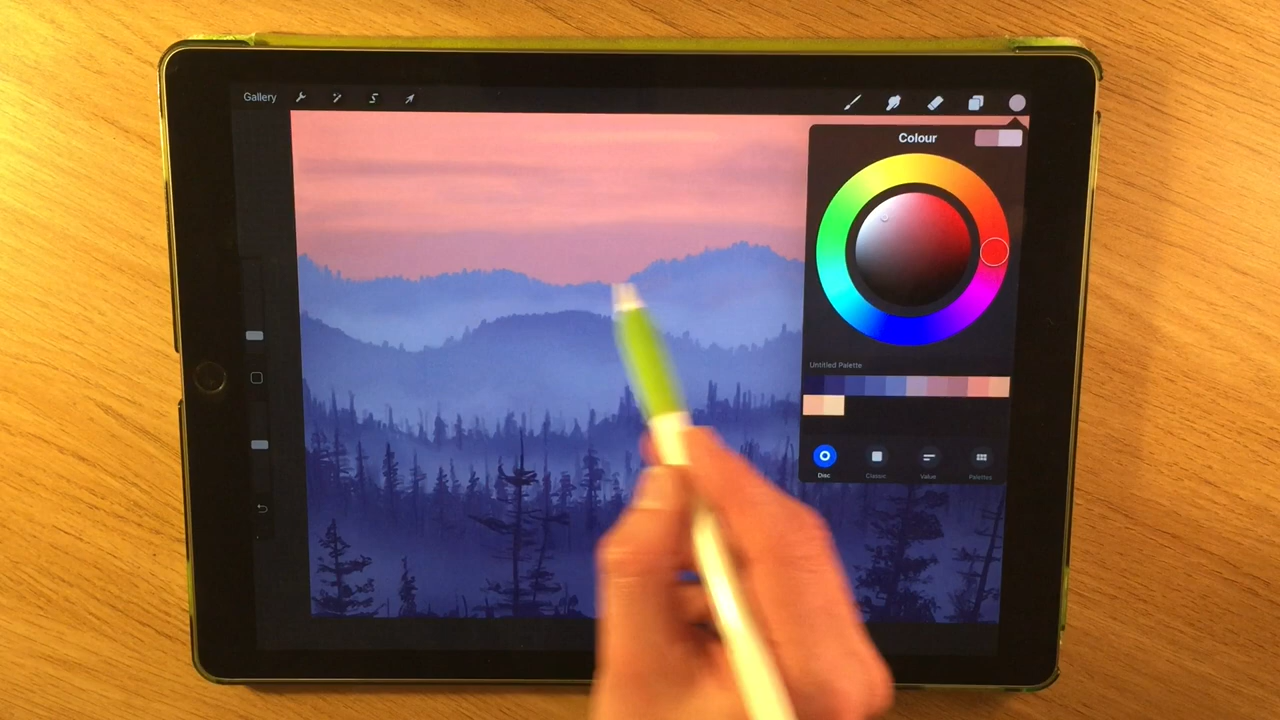 Gallery
Colour
Untitled Palette
Disc
Classic
Value
Palettes